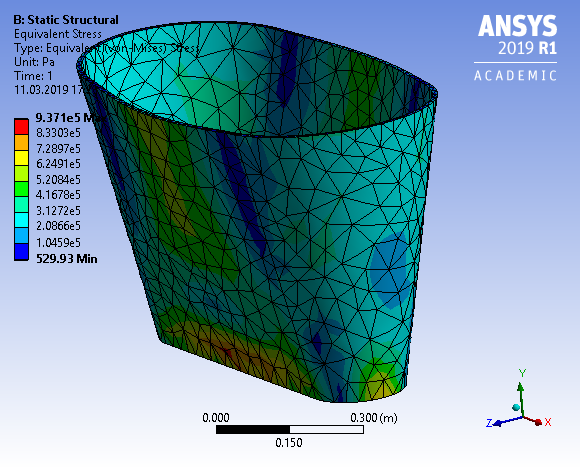 B: Static Structural
Equivalent Stress
Type: Equivalent (von-Mises) Stress
Unit: Pa
Time: 1
11.03.2019 17
9.371e5 M
8.3303e5
7.2897e5
6.2491e5
5.2084e5
4.1678e5
3.1272e5
2.0866e5
1.0459e5
529.93 Min
ANSYS
2019 R1
ACADEMIC
0.000
0.300 (m)
0.150
Y
Z
X